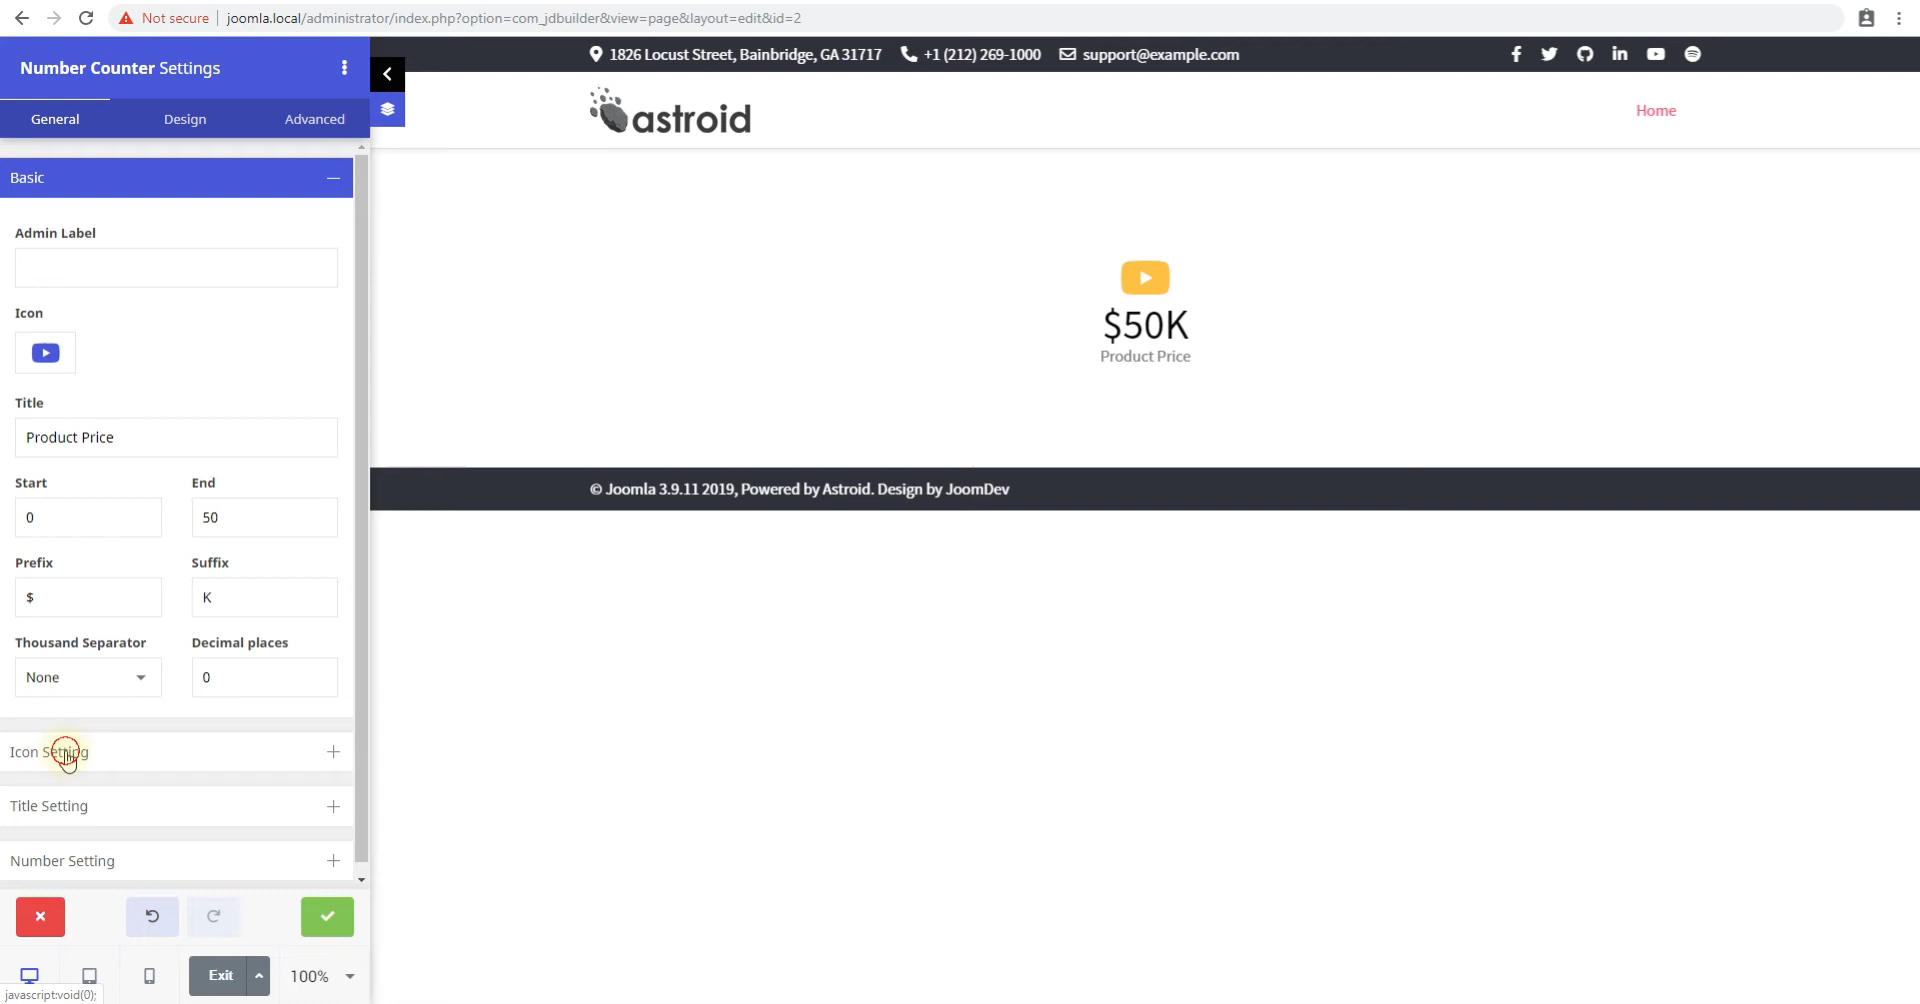 Not secure
joomla.local/administrator/index.php?option=com_jdbuilder&view=page&layout=edit&id=2
Number Counter Settings
General Design Advanced
Basic
Admin Label
Icon
Title
Product Price
Start End
0 50
Prefix Suffix
$ K
Thousand Separator Decimal places
None 0
Icon Setting
Title Setting
Number Setting
Exit 100%
javascript:void(0);
1826 Locust Street, Bainbridge, GA 31717 +1 (212) 269-1000 support@example.com
astroid
Home
$50K
Product Price
© Joomla 3.9.11 2019, Powered by Astroid. Design by JoomDev